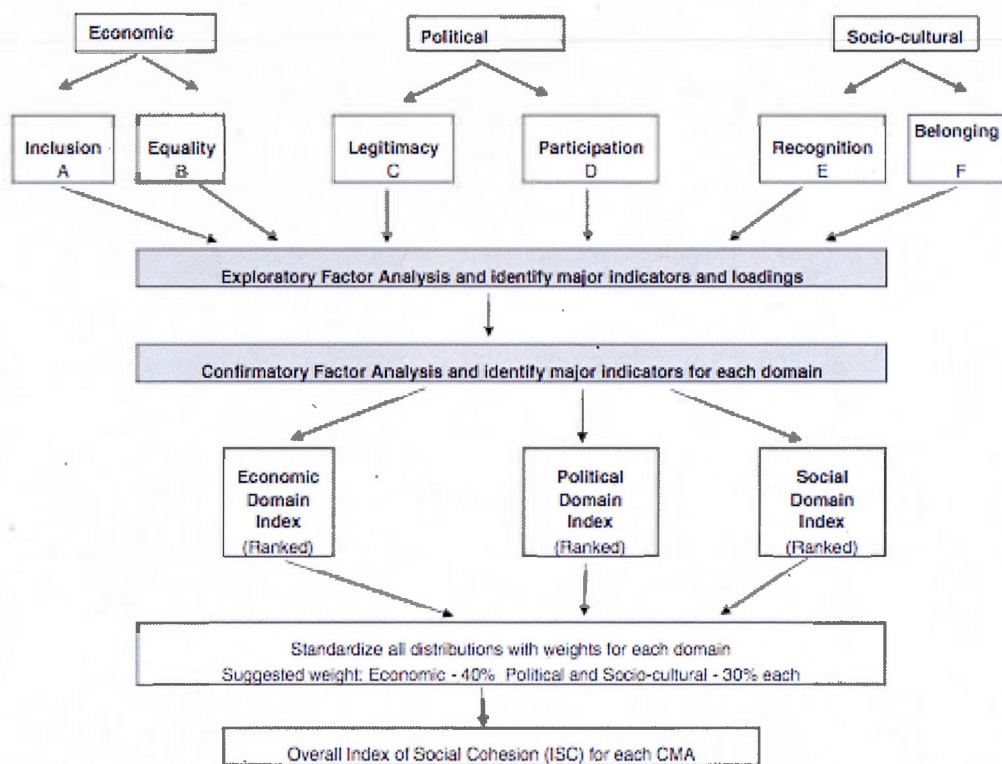 Economic
Political
Socio-cultural
Inclusion
A
Equality
B
Legitimacy
C
Participation
D
Recognition
E
Belonging
F
Exploratory Factor Analysis and identify major indicators and loadings
Confirmatory Factor Analysis and identify major indicators for each domain
Economic
Domain
Index
(Ranked)
Political
Domain
Index
(Ranked)
Social
Domain
Index
(Ranked)
Standardize all distributions with weights for each domain
Suggested weight: Economic - 40% Political and Socio-cultural - 30% each
Overall Index of Social Cohesion (ISC) for each CMA